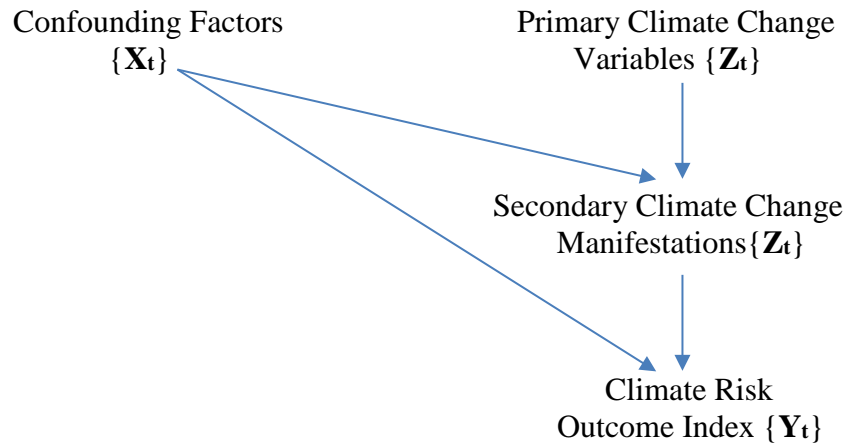 Confounding Factors
{Xt}
Primary Climate Change
Variables {Zt}
Secondary Climate Change
Manifestations{Zt}
Climate Risk
Outcome Index {Yt}